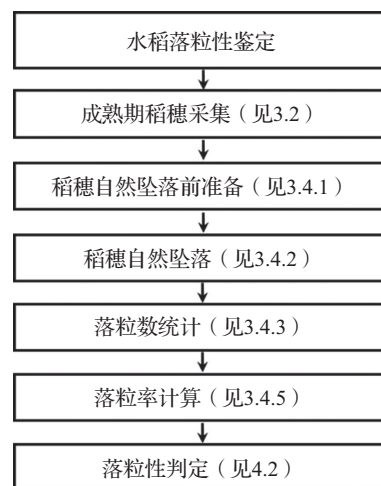 水稻落粒性鉴定
成熟期稻穗采集（见3.2）
稻穗自然坠落前准备（见3.4.1）
稻穗自然坠落（见3.4.2）
落粒数统计（见3.4.3）
落粒率计算（见3.4.5）
落粒性判定（见4.2）